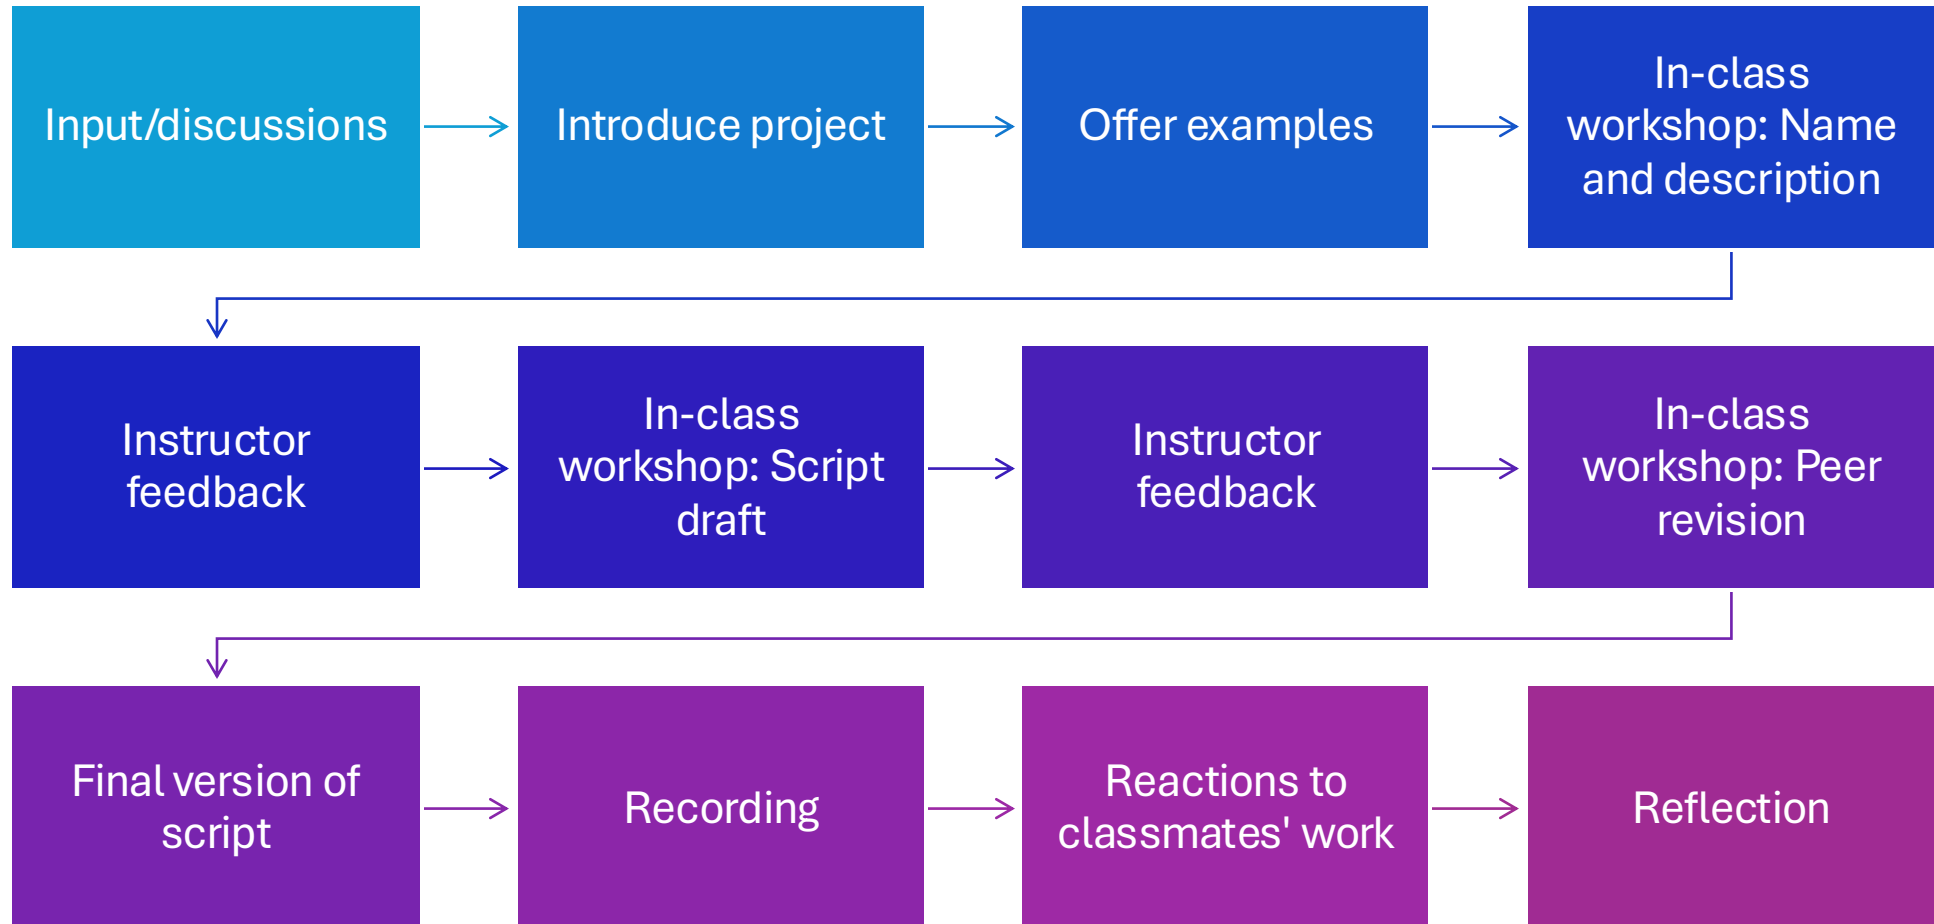 Input/discussions
Introduce project
Offer examples
In-class
workshop: Name
and description
Instructor
feedback
In-class
workshop: Script
draft
Instructor
feedback
In-class
workshop: Peer
revision
Final version of
script
Recording
Reactions to
classmates' work
Reflection